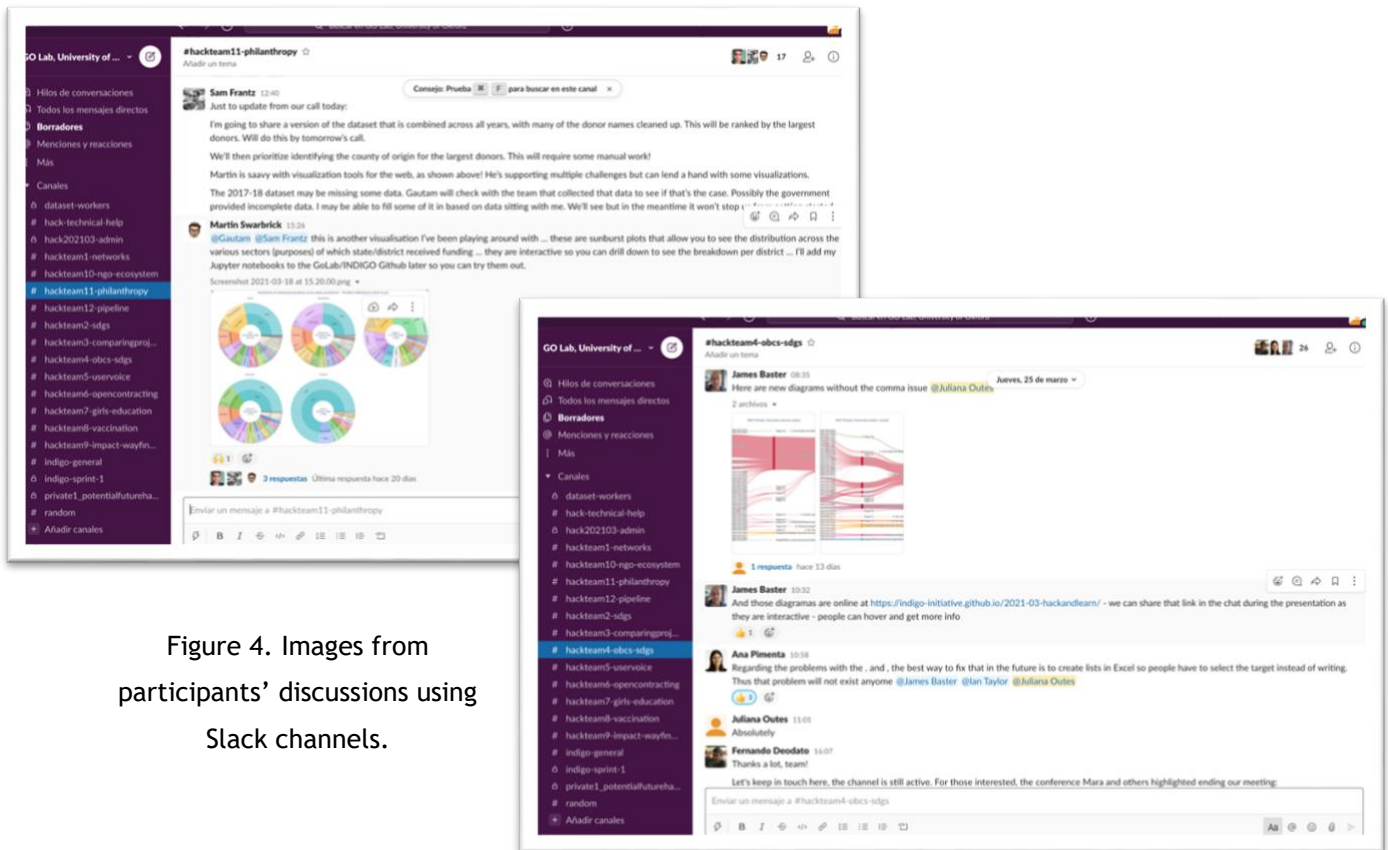 GO Lab, University of ...
Hilos de conversaciones
Todos los mensajes directos
Borradores
Menciones y reacciones
Más
Canales
dataset-workers
# hack-technical-help
hack202103-admin
# hackteam1-networks
# hackteam10-ngo-ecosystem
# hackteam11-philanthropy
# hackteam12-pipeline
# hackteam2-sdgs
# hackteam3-comparingproj...
# hackteam4-obcs-sdgs
# hackteam5-uservoice
# hackteam6-opencontracting
# hackteam7-girls-education
# hackteam8-vaccination
# hackteam9-impact-wayfin...
# indigo-general
indigo-sprint-1
private1_potentialfutureha...
# random
+ Añadir canales
#hackteam11-philanthropy
Añadir un tema
17
Consejo: Prueba ⌘ F para buscar en este canal ×
Sam Frantz 12:40
Just to update from our call today:
I'm going to share a version of the dataset that is combined across all years, with many of the donor names cleaned up. This will be ranked by the largest
donors. Will do this by tomorrow's call.
We'll then prioritize identifying the county of origin for the largest donors. This will require some manual work!
Martin is saavy with visualization tools for the web, as shown above! He's supporting multiple challenges but can lend a hand with some visualizations.
The 2017-18 dataset may be missing some data. Gautam will check with the team that collected that data to see if that's the case. Possibly the government
provided incomplete data. I may be able to fill some of it in based on data sitting with me. We'll see but in the meantime it won't stop
Martin Swarbrick 15:26
@Gautam @Sam Frantz this is another visualisation I've been playing around with ... these are sunburst plots that allow you to see the distribution across the
various sectors (purposes) of which state/district received funding ... they are interactive so you can drill down to see the breakdown per district ... I'll add my
Jupyter notebooks to the GoLab/INDIGO Github later so you can try them out.
Screenshot 2021-03-18 at 15.20.00 png
1
3 respuestas Última respuesta hace 20 días
Enviar un mensaje a #hackteam11-philanthropy
Figure 4. Images from
participants' discussions using
Slack channels.
GO Lab, University of ...
Hilos de conversaciones
Todos los mensajes directos
Borradores
Menciones y reacciones
Más
Canales
dataset-workers
# hack-technical-help
hack202103-admin
# hackteam1-networks
# hackteam10-ngo-ecosystem
# hackteam11-philanthropy
# hackteam12-pipeline
# hackteam2-sdgs
# hackteam3-comparingproj...
# hackteam4-obcs-sdgs
# hackteam5-uservoice
# hackteam6-opencontracting
# hackteam7-girls-education
# hackteam8-vaccination
# hackteam9-impact-wayfin...
# indigo-general
indigo-sprint-1
private1_potentialfutureha...
# random
+ Añadir canales
#hackteam4-obcs-sdgs
Añadir un tema
26
Jueves, 25 de marzo
James Baster 08:35
Here are new diagrams without the comma issue @Juliana Outes
2 archivos
1 respuesta hace 13 días
James Baster 10:32
And those diagramas are online at https://indigo-initiative.github.io/2021-03-hackandlearn/ - we can share that link in the chat during the presentation as
they are interactive - people can hover and get more info
1
Ana Pimenta 10:58
Regarding the problems with the . and , the best way to fix that in the future is to create lists in Excel so people have to select the target instead of writing.
Thus that problem will not exist anymore @James Baster @Ian Taylor @Juliana Outes
3
Juliana Outes 11:01
Absolutely
Fernando Deodato 16:07
Thanks a lot, team!
Let's keep in touch here, the channel is still active. For those interested, the conference Mara and others highlighted ending our meeting:
Enviar un mensaje a #hackteam4-obcs-sdgs